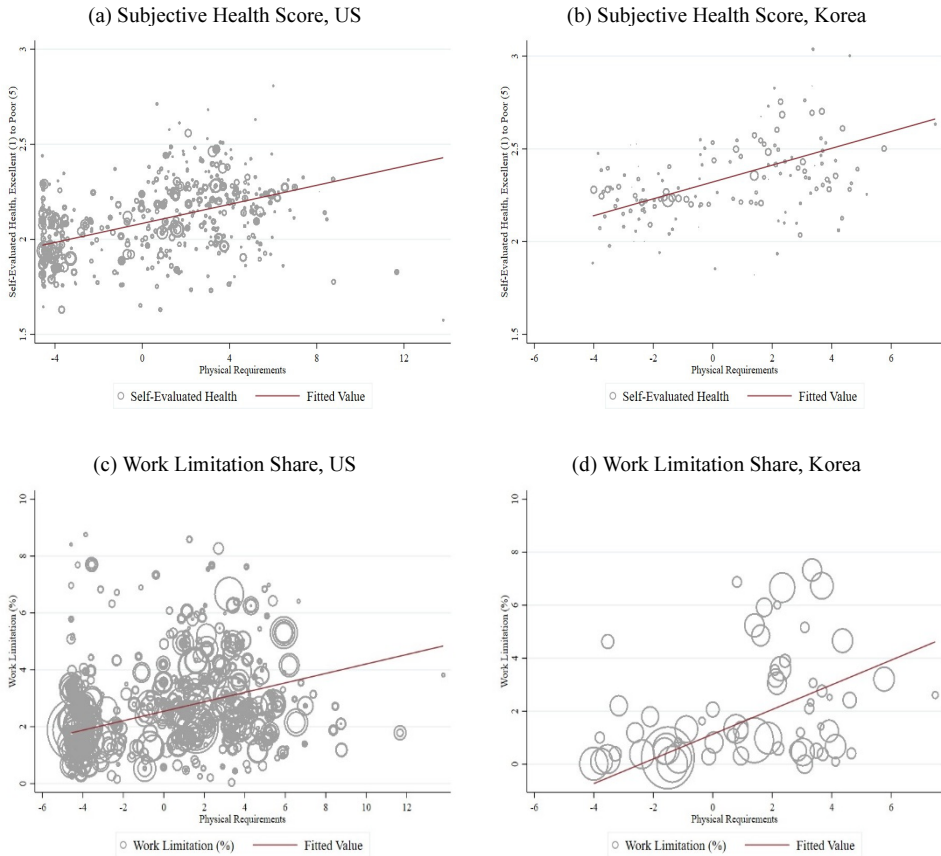 (a) Subjective Health Score, US
Self-Evaluated Health, Excellent (1) to Poor (5)
3
2.5
2
1.5
-4
0
4
8
12
Physical Requirements
Self-Evaluated Health
Fitted Value
(b) Subjective Health Score, Korea
Self-Evaluated Health, Excellent (1) to Poor (5)
3
2.5
2
1.5
-6
-4
-2
0
2
4
6
Physical Requirements
Self-Evaluated Health
Fitted Value
(c) Work Limitation Share, US
Work Limitation (%)
10
8
6
4
2
0
-6
-4
-2
0
2
4
6
8
10
12
Physical Requirements
Work Limitation (%)
Fitted Value
(d) Work Limitation Share, Korea
Work Limitation (%)
10
8
6
4
2
0
-6
-4
-2
0
2
4
6
Physical Requirements
Work Limitation (%)
Fitted Value